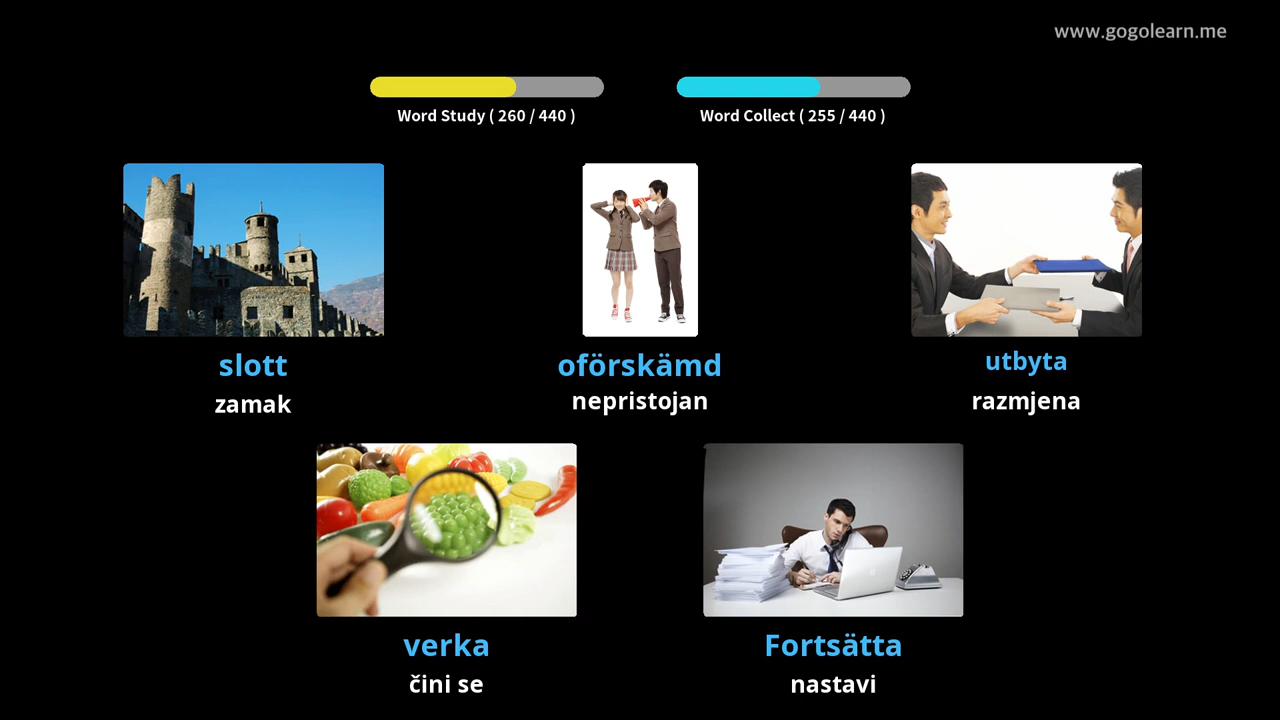 www.gogolearn.me
Word Study ( 260 / 440 )
Word Collect ( 255 / 440 )
slott
zamak
oförskämd
nepristojan
utbyta
razmjena
verka
čini se
Fortsätta
nastavi